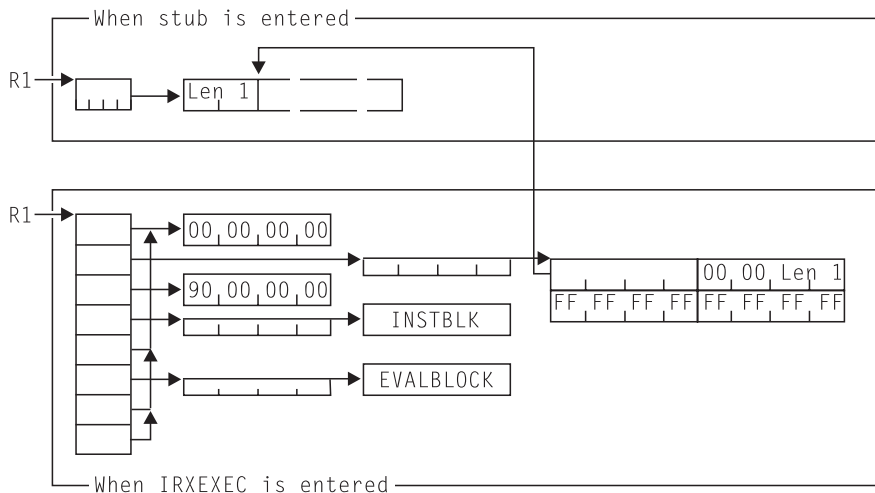 When stub is entered
R1
Len 1
R1
00 00 00 00
00 00 Len 1
90 00 00 00
FF FF FF FF FF FF FF FF
INSTBLK
EVALBLOCK
When IRXEXEC is entered